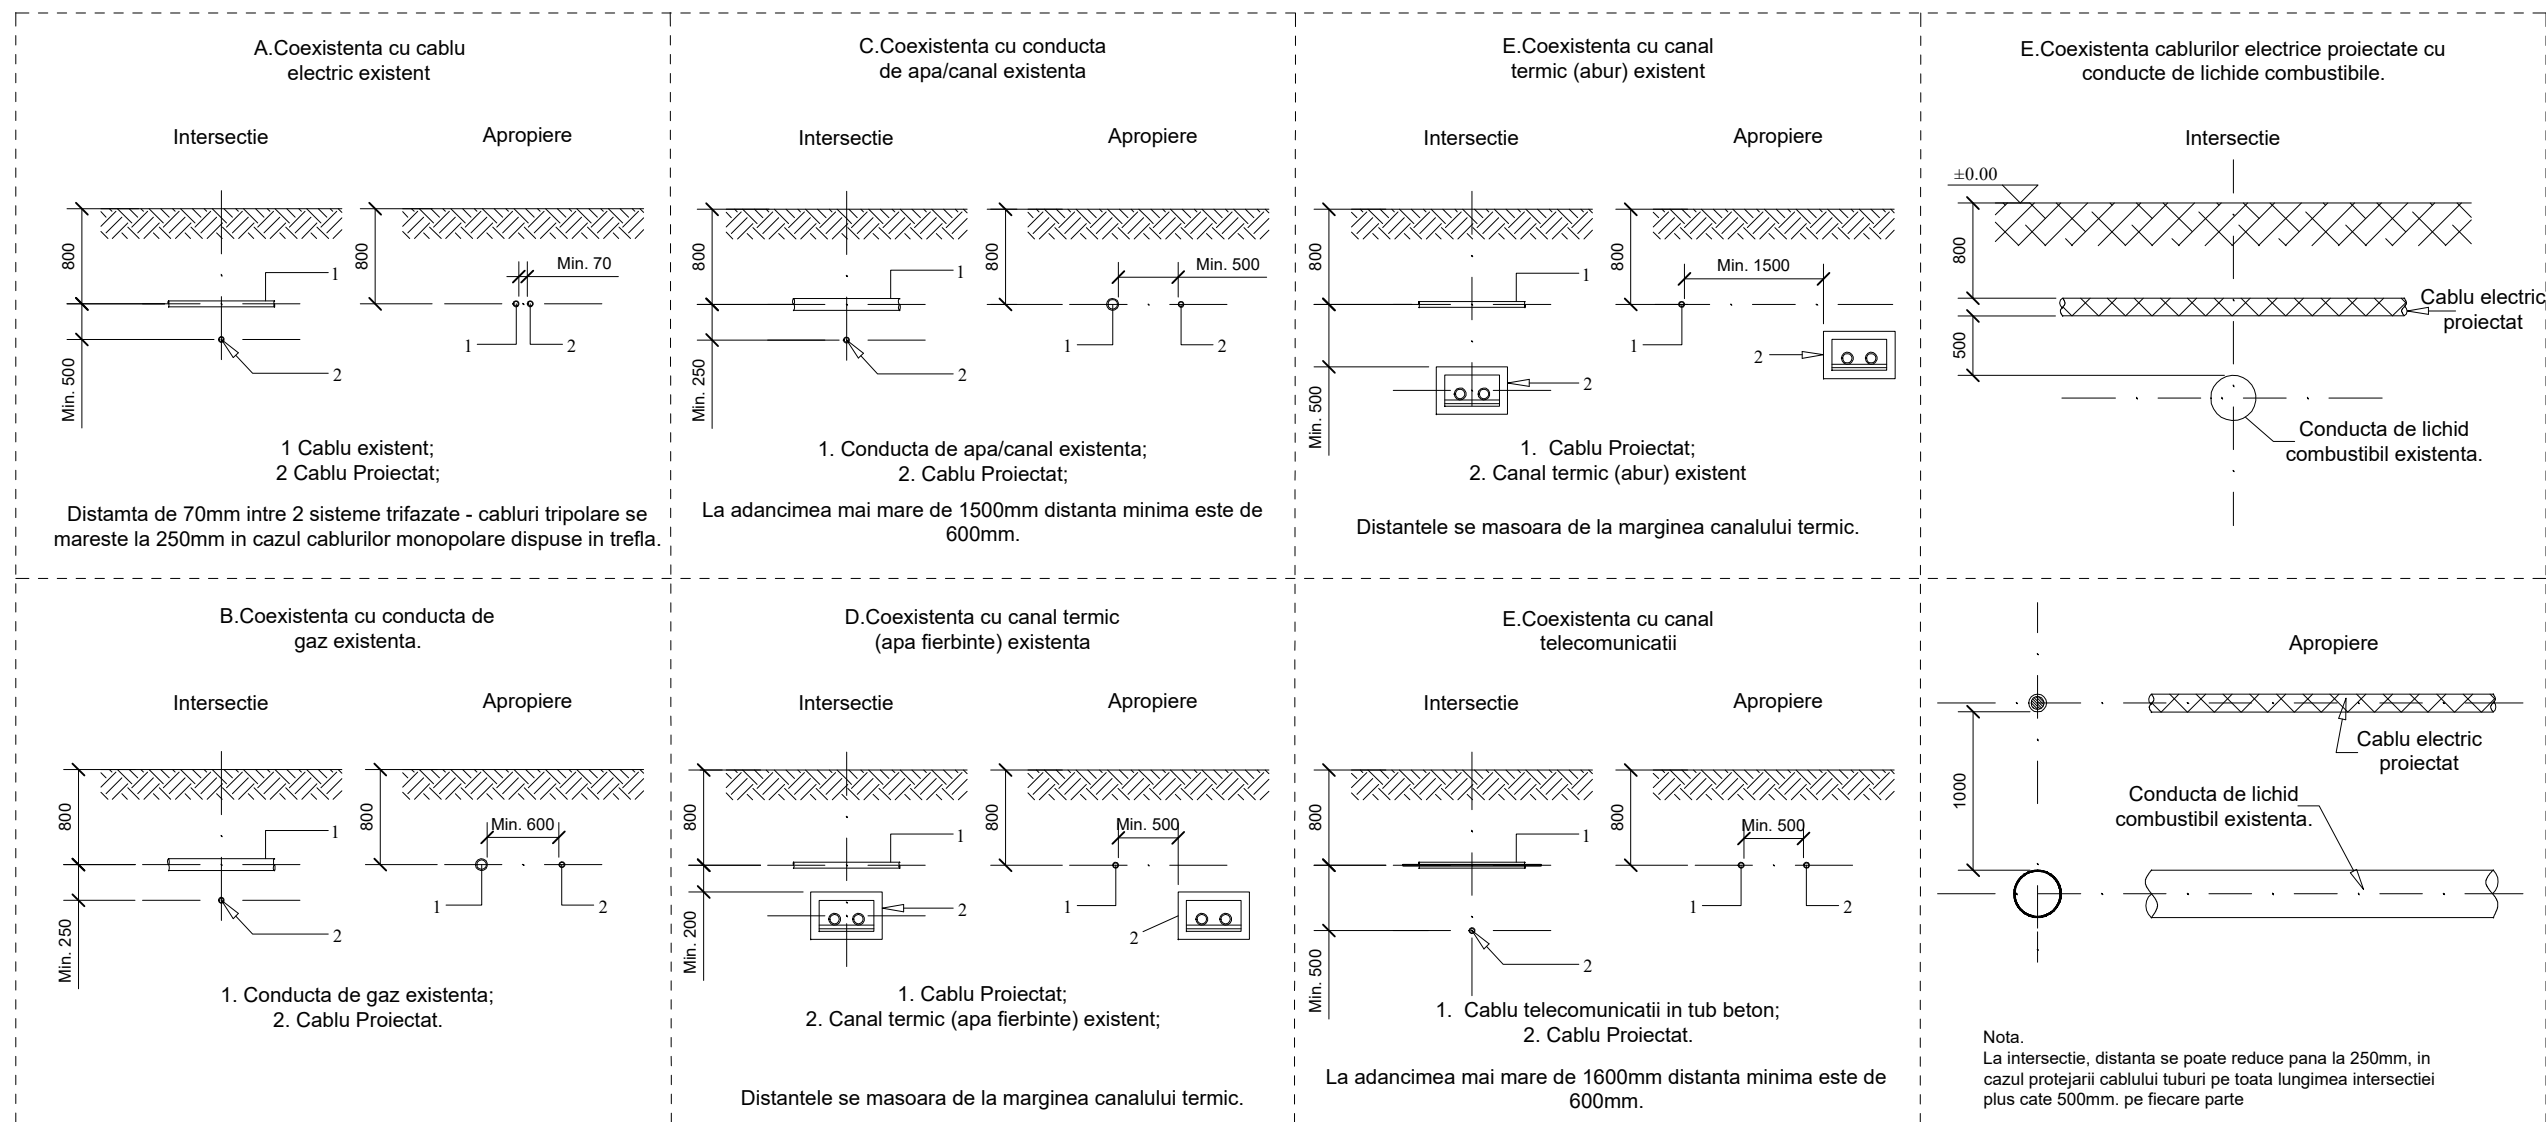 A.Coexistenta cu cablu
electric existent
Intersectie
Apropiere
800
Min. 500
1
2
800
Min. 70
1
2
1 Cablu existent;
2 Cablu Proiectat;
Distamta de 70mm intre 2 sisteme trifazate - cabluri tripolare se
mareste la 250mm in cazul cablurilor monopolare dispuse in trefla.
C.Coexistenta cu conducta
de apa/canal existenta
Intersectie
Apropiere
800
Min. 250
1
2
800
Min. 500
1
2
1. Conducta de apa/canal existenta;
2. Cablu Proiectat;
La adancimea mai mare de 1500mm distanta minima este de
600mm.
E.Coexistenta cu canal
termic (abur) existent
Intersectie
Apropiere
800
Min. 500
1
2
800
Min. 1500
1
2
1. Cablu Proiectat;
2. Canal termic (abur) existent
Distantele se masoara de la marginea canalului termic.
E.Coexistenta cablurilor electrice proiectate cu
conducte de lichide combustibile.
Intersectie
±0.00
800
500
Cablu electric
proiectat
Conducta de lichid
combustibil existenta.
B.Coexistenta cu conducta de
gaz existenta.
Intersectie
Apropiere
800
Min. 250
1
2
800
Min. 600
1
2
1. Conducta de gaz existenta;
2. Cablu Proiectat.
D.Coexistenta cu canal termic
(apa fierbinte) existenta
Intersectie
Apropiere
800
Min. 200
1
2
800
Min. 500
1
2
1. Cablu Proiectat;
2. Canal termic (apa fierbinte) existent;
Distantele se masoara de la marginea canalului termic.
E.Coexistenta cu canal
telecomunicatii
Intersectie
Apropiere
800
Min. 500
1
2
800
Min. 500
1
2
1. Cablu telecomunicatii in tub beton;
2. Cablu Proiectat.
La adancimea mai mare de 1600mm distanta minima este de
600mm.
Apropiere
1000
Cablu electric
proiectat
Conducta de lichid
combustibil existenta.
Nota.
La intersectie, distanta se poate reduce pana la 250mm, in
cazul protejarii cablului tuburi pe toata lungimea intersectiei
plus cate 500mm. pe fiecare parte